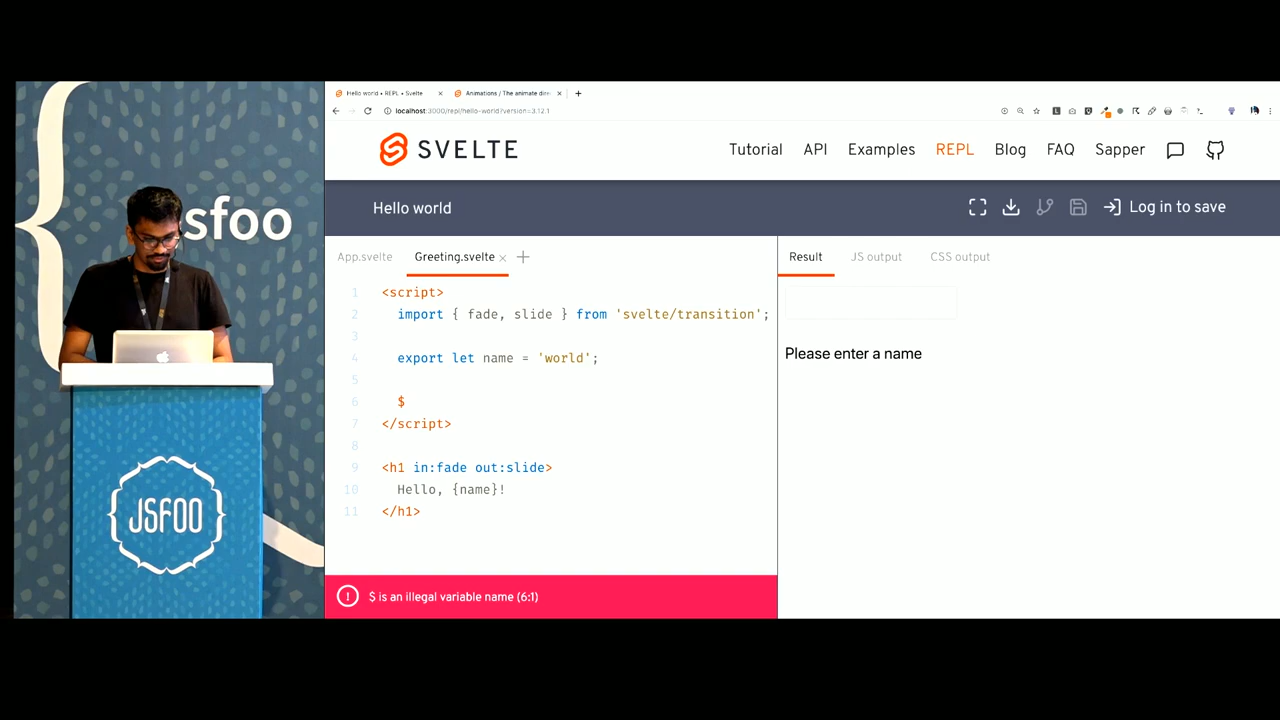 sfoo
JSFOO
Hello world • REPL • Svelte
Animations / The animate dire
localhost:3000/repl/hello-world?version=3.12.1
SVELTE
Tutorial API Examples REPL Blog FAQ Sapper
Hello world
Log in to save
App.svelte Greeting.svelte
1 <script>
2 import { fade, slide } from 'svelte/transition';
3
4 export let name = 'world';
5
6 $
7 </script>
8
9 <h1 in:fade out:slide>
10 Hello, {name}!
11 </h1>
! $ is an illegal variable name (6:1)
Result JS output CSS output
Please enter a name